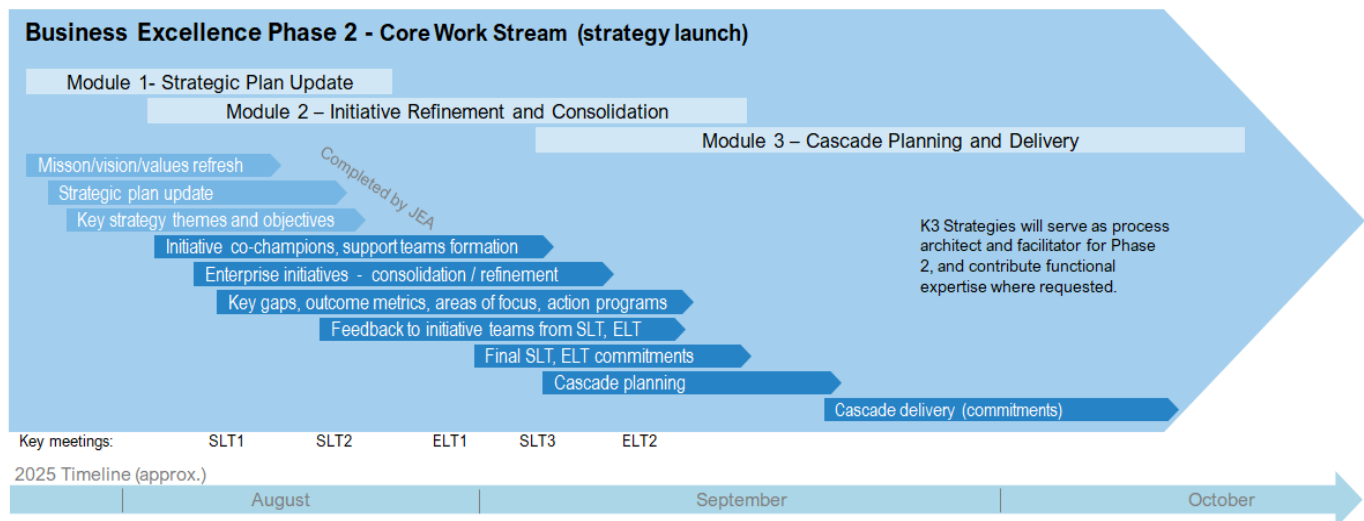 Business Excellence Phase 2 - Core Work Stream (strategy launch)
Module 1- Strategic Plan Update
Module 2 – Initiative Refinement and Consolidation
Module 3 – Cascade Planning and Delivery
Misson/vision/values refresh
Strategic plan update
Key strategy themes and objectives
Completed by JEA
Initiative co-champions, support teams formation
Enterprise initiatives - consolidation / refinement
Key gaps, outcome metrics, areas of focus, action programs
Feedback to initiative teams from SLT, ELT
Final SLT, ELT commitments
Cascade planning
Cascade delivery (commitments)
K3 Strategies will serve as process
architect and facilitator for Phase
2, and contribute functional
expertise where requested.
Key meetings: SLT1 SLT2 ELT1 SLT3 ELT2
2025 Timeline (approx.)
August September October